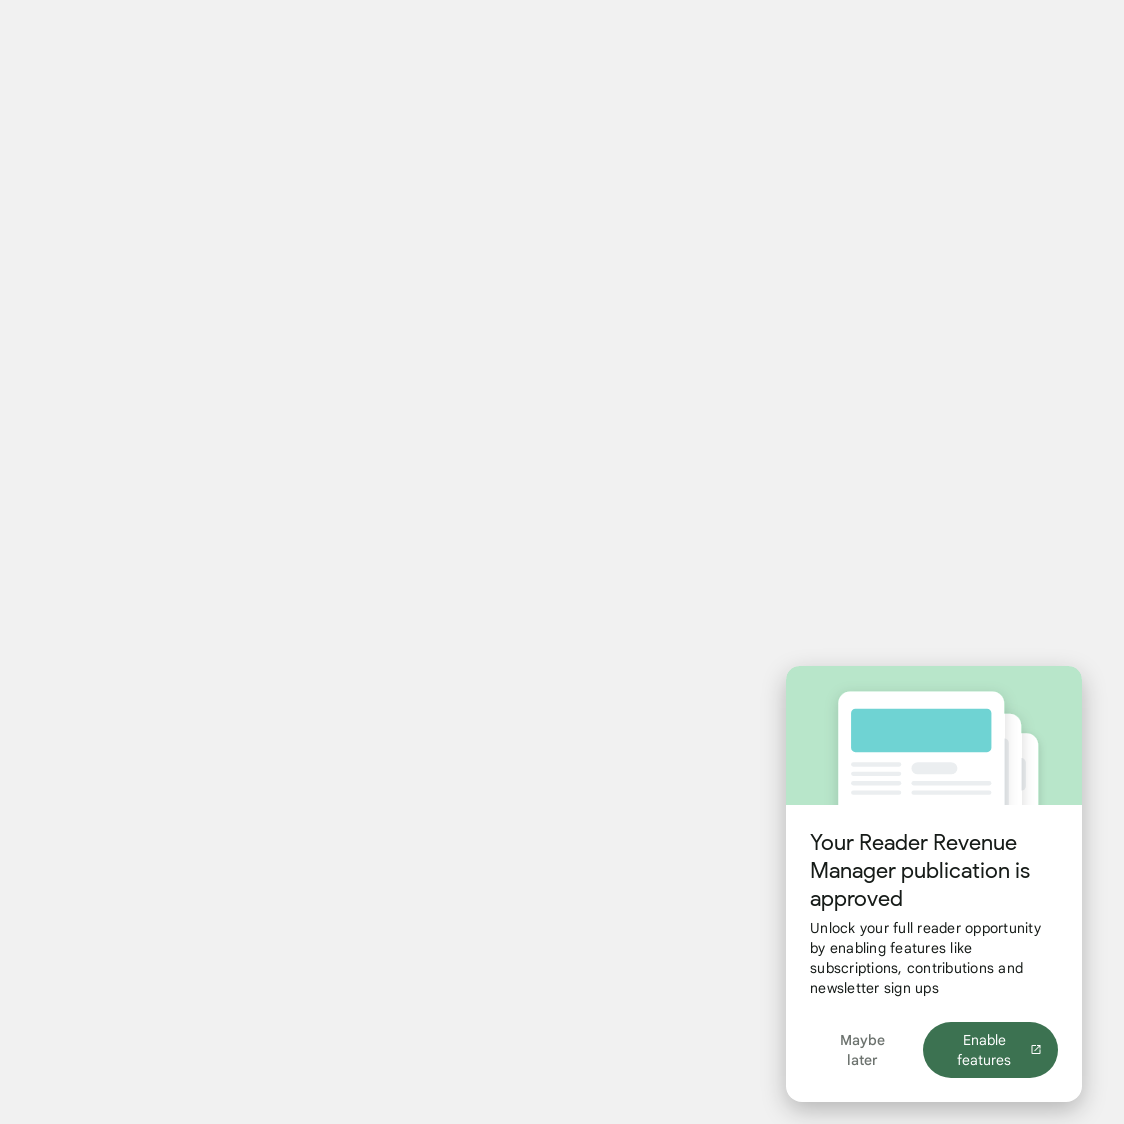 Your Reader Revenue
Manager publication is
approved
Unlock your full reader opportunity
by enabling features like
subscriptions, contributions and
newsletter sign ups
Maybe
later
Enable
features